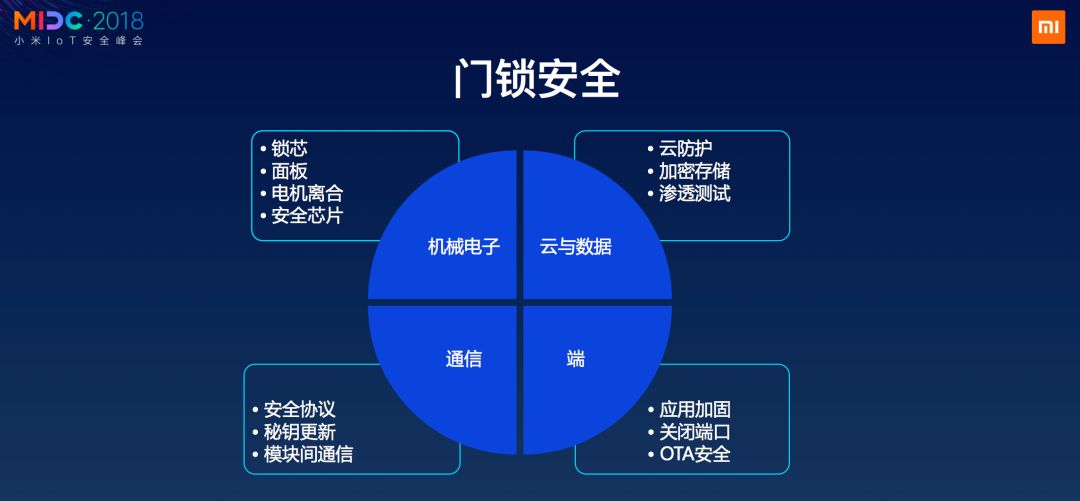 MIDC·2018
小米IoT安全峰会
MI
门锁安全
• 锁芯
• 面板
• 电机离合
• 安全芯片
• 云防护
• 加密存储
• 渗透测试
机械电子
云与数据
通信
端
• 安全协议
• 秘钥更新
• 模块间通信
• 应用加固
• 关闭端口
• OTA安全